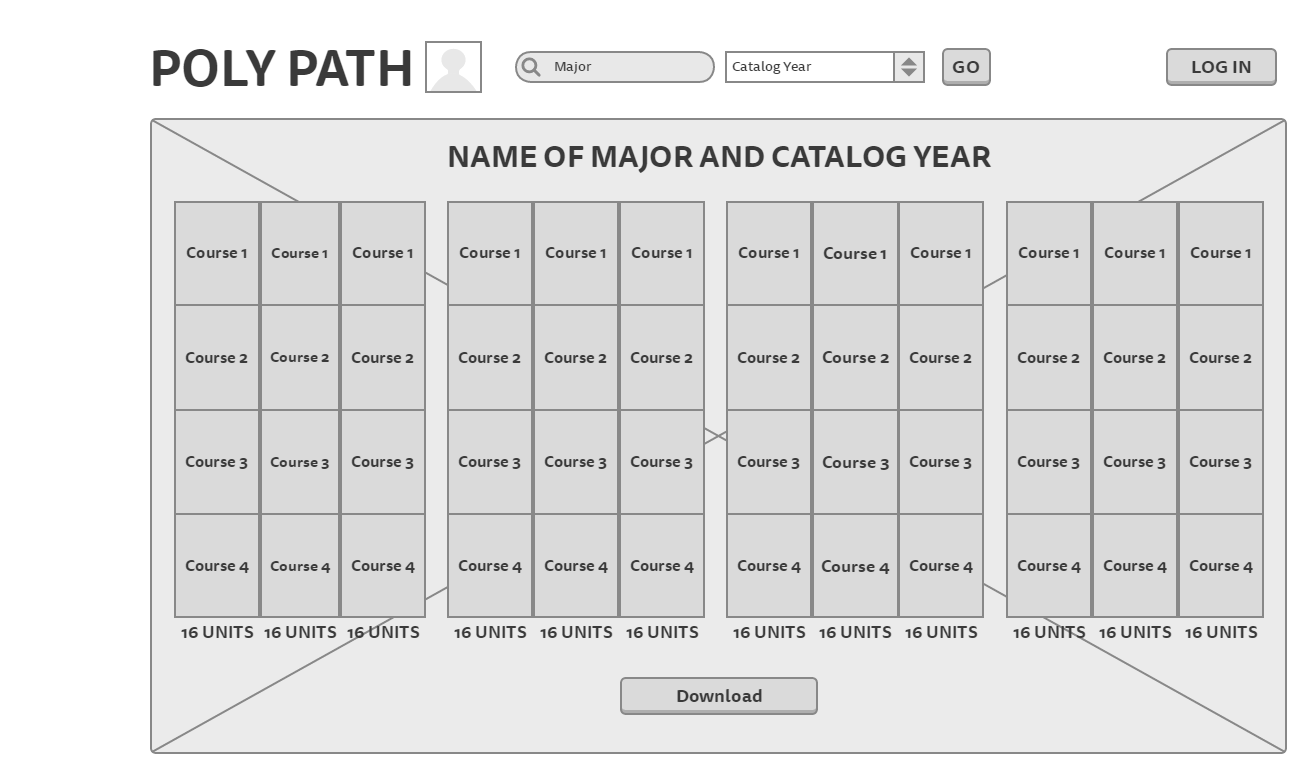 POLY PATH Major Catalog Year GO LOG IN
NAME OF MAJOR AND CATALOG YEAR
Course 1 Course 1 Course 1 Course 1 Course 1 Course 1 Course 1 Course 1 Course 1 Course 1 Course 1 Course 1
Course 2 Course 2 Course 2 Course 2 Course 2 Course 2 Course 2 Course 2 Course 2 Course 2 Course 2 Course 2
Course 3 Course 3 Course 3 Course 3 Course 3 Course 3 Course 3 Course 3 Course 3 Course 3 Course 3 Course 3
Course 4 Course 4 Course 4 Course 4 Course 4 Course 4 Course 4 Course 4 Course 4 Course 4 Course 4 Course 4
16 UNITS 16 UNITS 16 UNITS 16 UNITS 16 UNITS 16 UNITS 16 UNITS 16 UNITS 16 UNITS 16 UNITS 16 UNITS 16 UNITS
Download